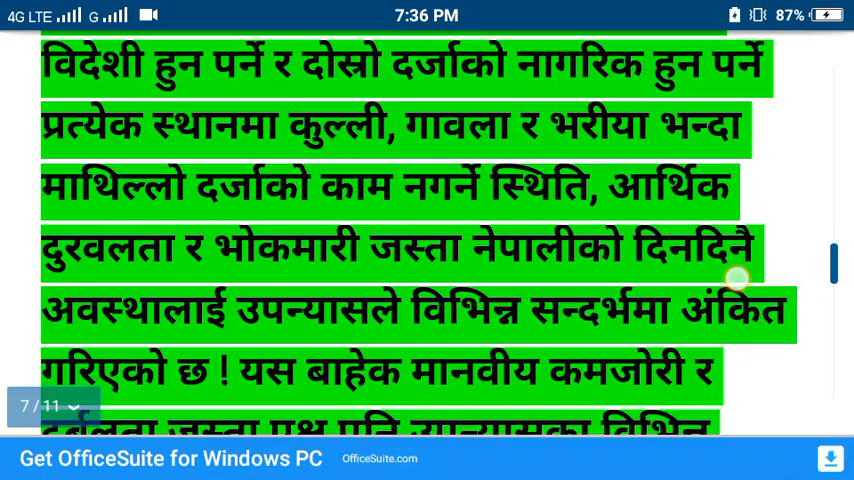 4G LTE G 7:36 PM 87%
विदेशी हुन पर्ने र दोस्रो दर्जाको नागरिक हुन पर्ने
प्रत्येक स्थानमा कुल्ली, गावला र भरीया भन्दा
माथिल्लो दर्जाको काम नगर्ने स्थिति, आर्थिक
दुरवलता र भोकमारी जस्ता नेपालीको दिनदिनै
अवस्थालाई उपन्यासले विभिन्न सन्दर्भमा अंकित
गरिएको छ ! यस बाहेक मानवीय कमजोरी र
7/11
Get OfficeSuite for Windows PC OfficeSuite.com